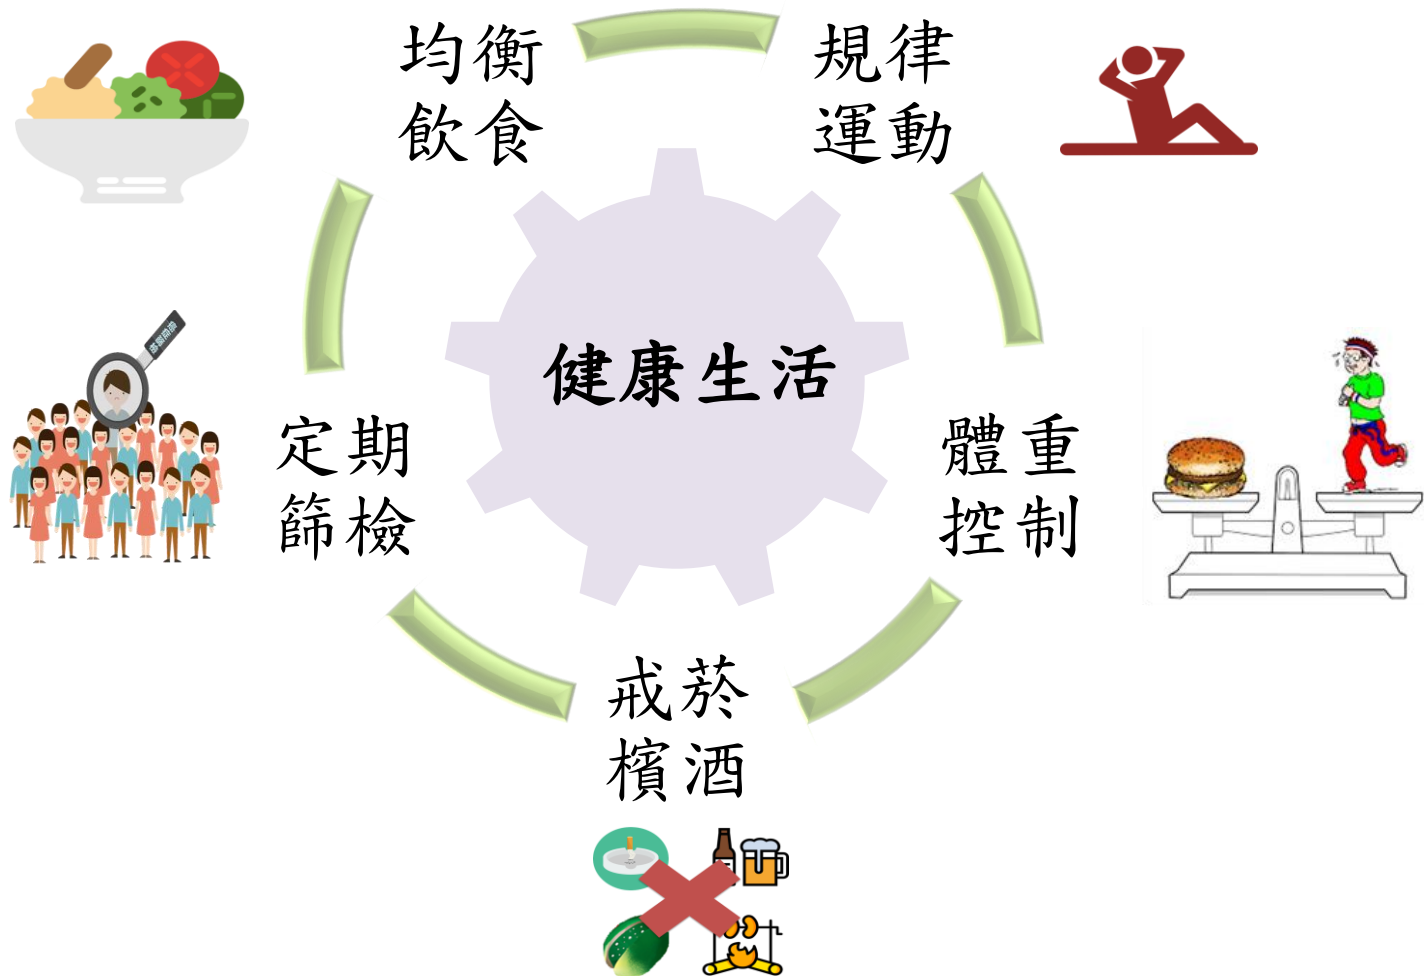 均衡
飲食
規律
運動
健康生活
定期
篩檢
體重
控制
戒菸
檳酒